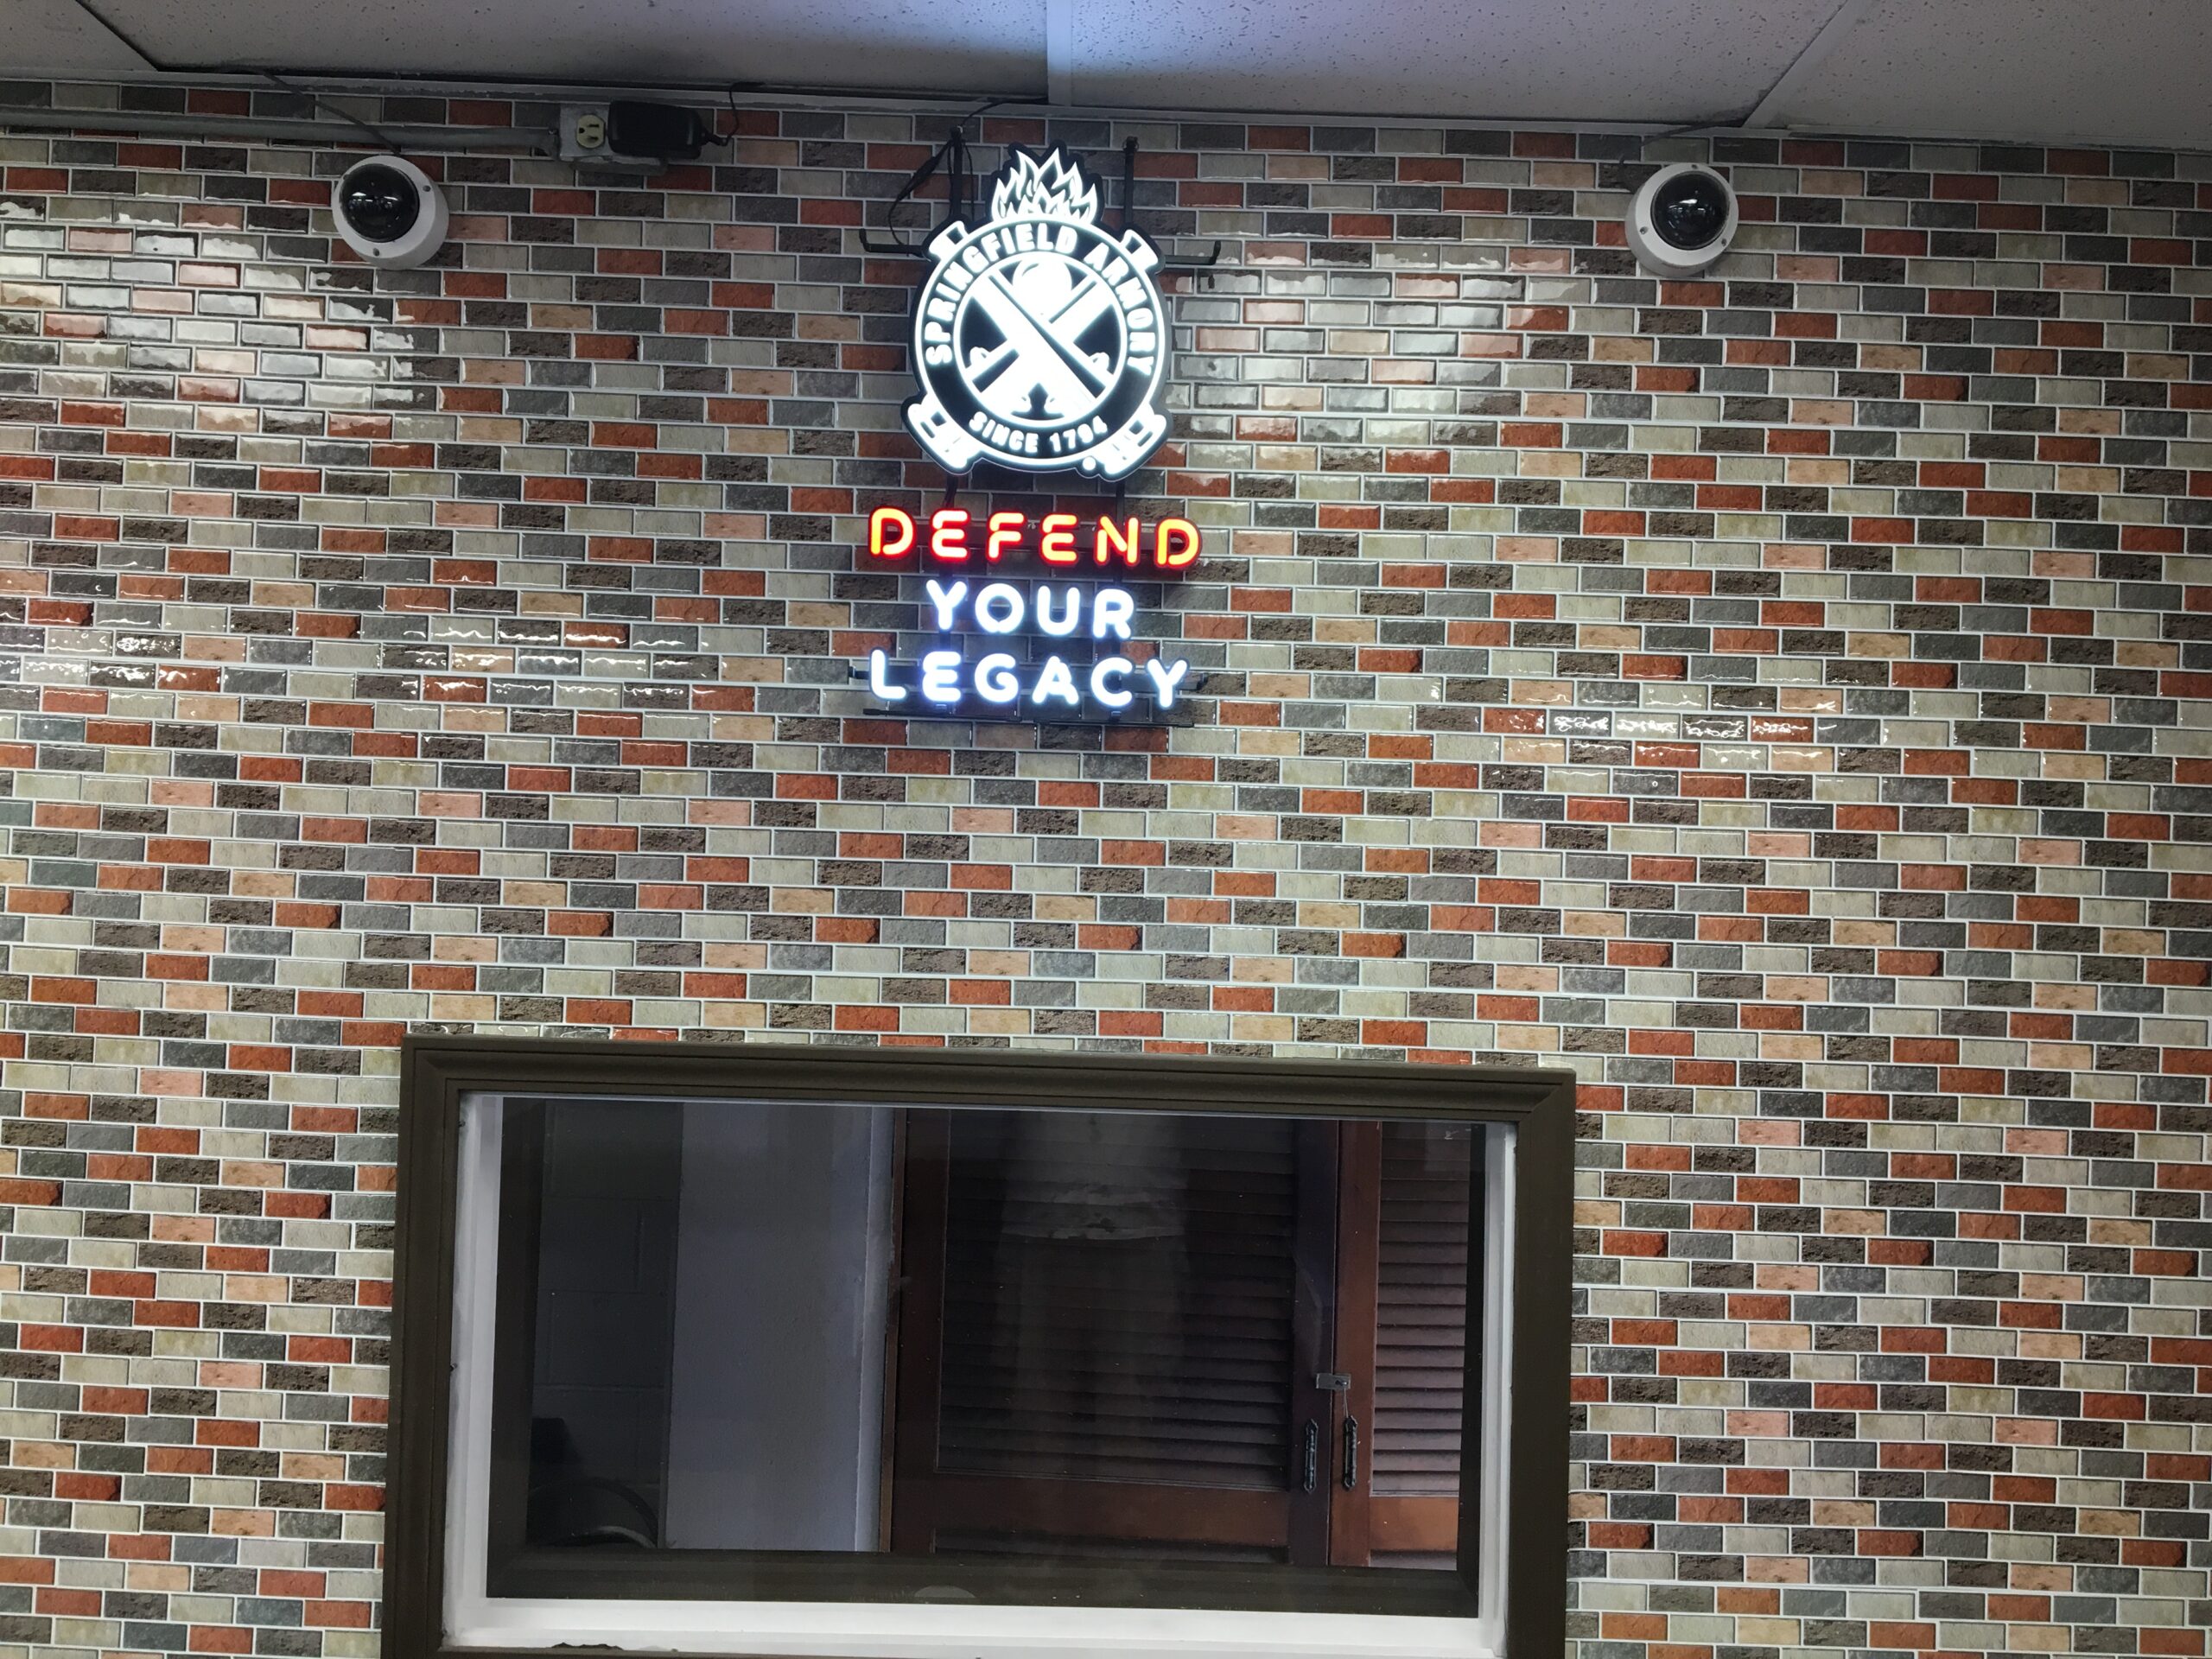 SPRINGFIELD ARMORY
SINCE 1794
DEFEND
YOUR
LEGACY